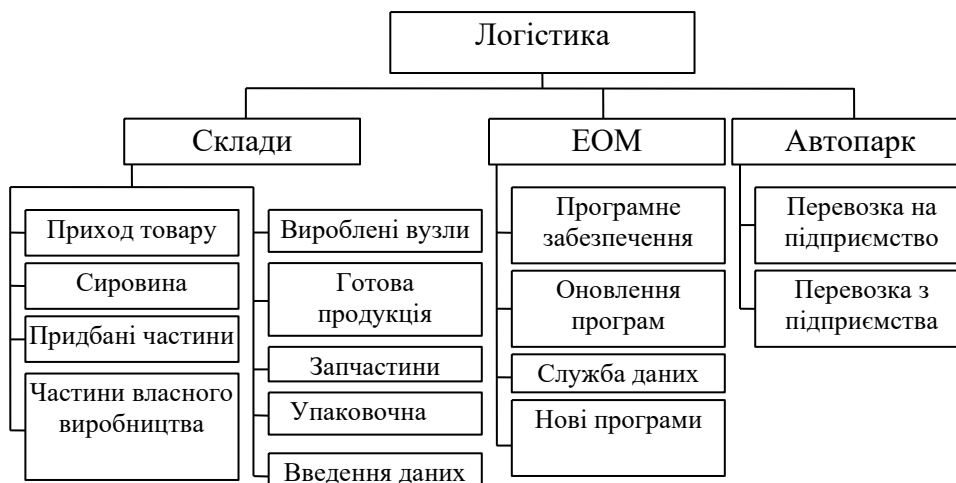 Логістика
Склади
ЕОМ
Автопарк
Приход товару
Сировина
Придбані частини
Частини власного
виробництва
Вироблені вузли
Готова
продукція
Запчастини
Упаковочна
Введення даних
Програмне
забезпечення
Оновлення
програм
Служба даних
Нові програми
Перевозка на
підприємство
Перевозка з
підприємства